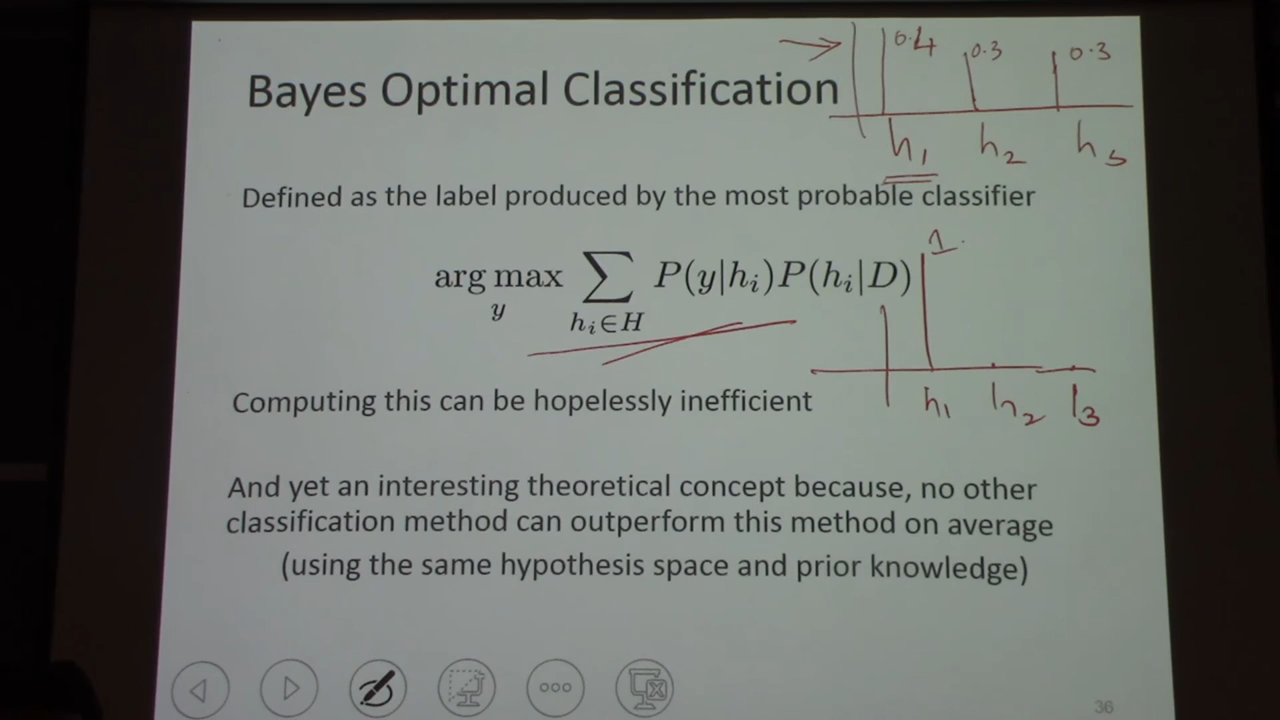 0.4 0.3 0.3
Bayes Optimal Classification
h₁ h₂ h₃
Defined as the label produced by the most probable classifier
1
arg max_y ∑_{hᵢ∈H} P(y|hᵢ)P(hᵢ|D)
Computing this can be hopelessly inefficient
h₁ h₂ h₃
And yet an interesting theoretical concept because, no other
classification method can outperform this method on average
(using the same hypothesis space and prior knowledge)
36